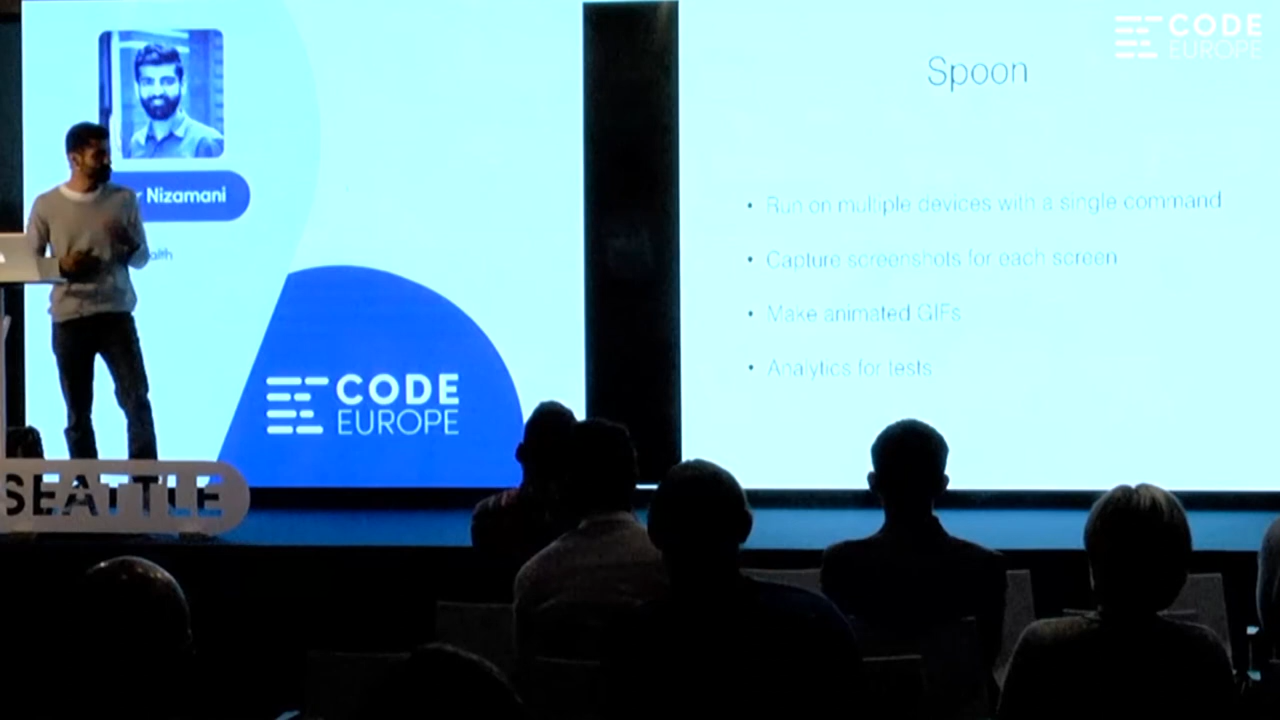 Nizamani
CODE
EUROPE
SEATTLE
CODE
EUROPE
Spoon
• Run on multiple devices with a single command
• Capture screenshots for each screen
• Make animated GIFs
• Analytics for tests